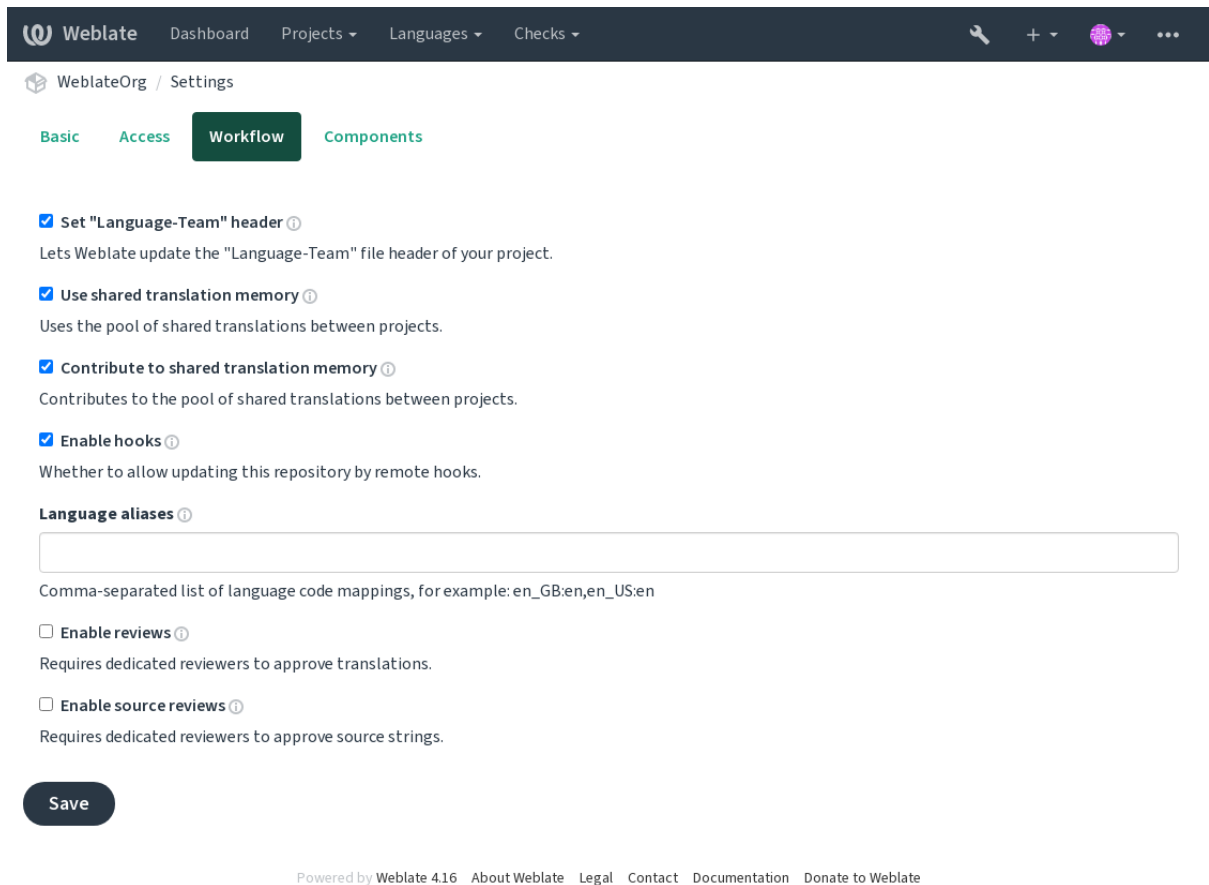 Weblate Dashboard Projects Languages Checks
WeblateOrg / Settings
Basic Access Workflow Components
Set "Language-Team" header
Lets Weblate update the "Language-Team" file header of your project.
Use shared translation memory
Uses the pool of shared translations between projects.
Contribute to shared translation memory
Contributes to the pool of shared translations between projects.
Enable hooks
Whether to allow updating this repository by remote hooks.
Language aliases
Comma-separated list of language code mappings, for example: en_GB:en,en_US:en
Enable reviews
Requires dedicated reviewers to approve translations.
Enable source reviews
Requires dedicated reviewers to approve source strings.
Save
Powered by Weblate 4.16 About Weblate Legal Contact Documentation Donate to Weblate